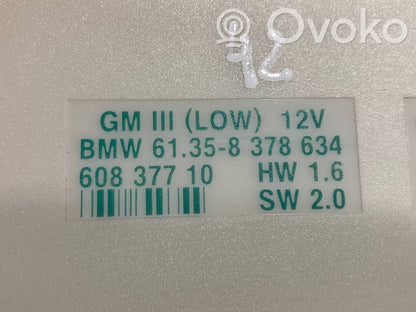 Ovoko
GM III (LOW) 12V
BMW 61.35-8 378 634
608 377 10 HW 1.6
SW 2.0